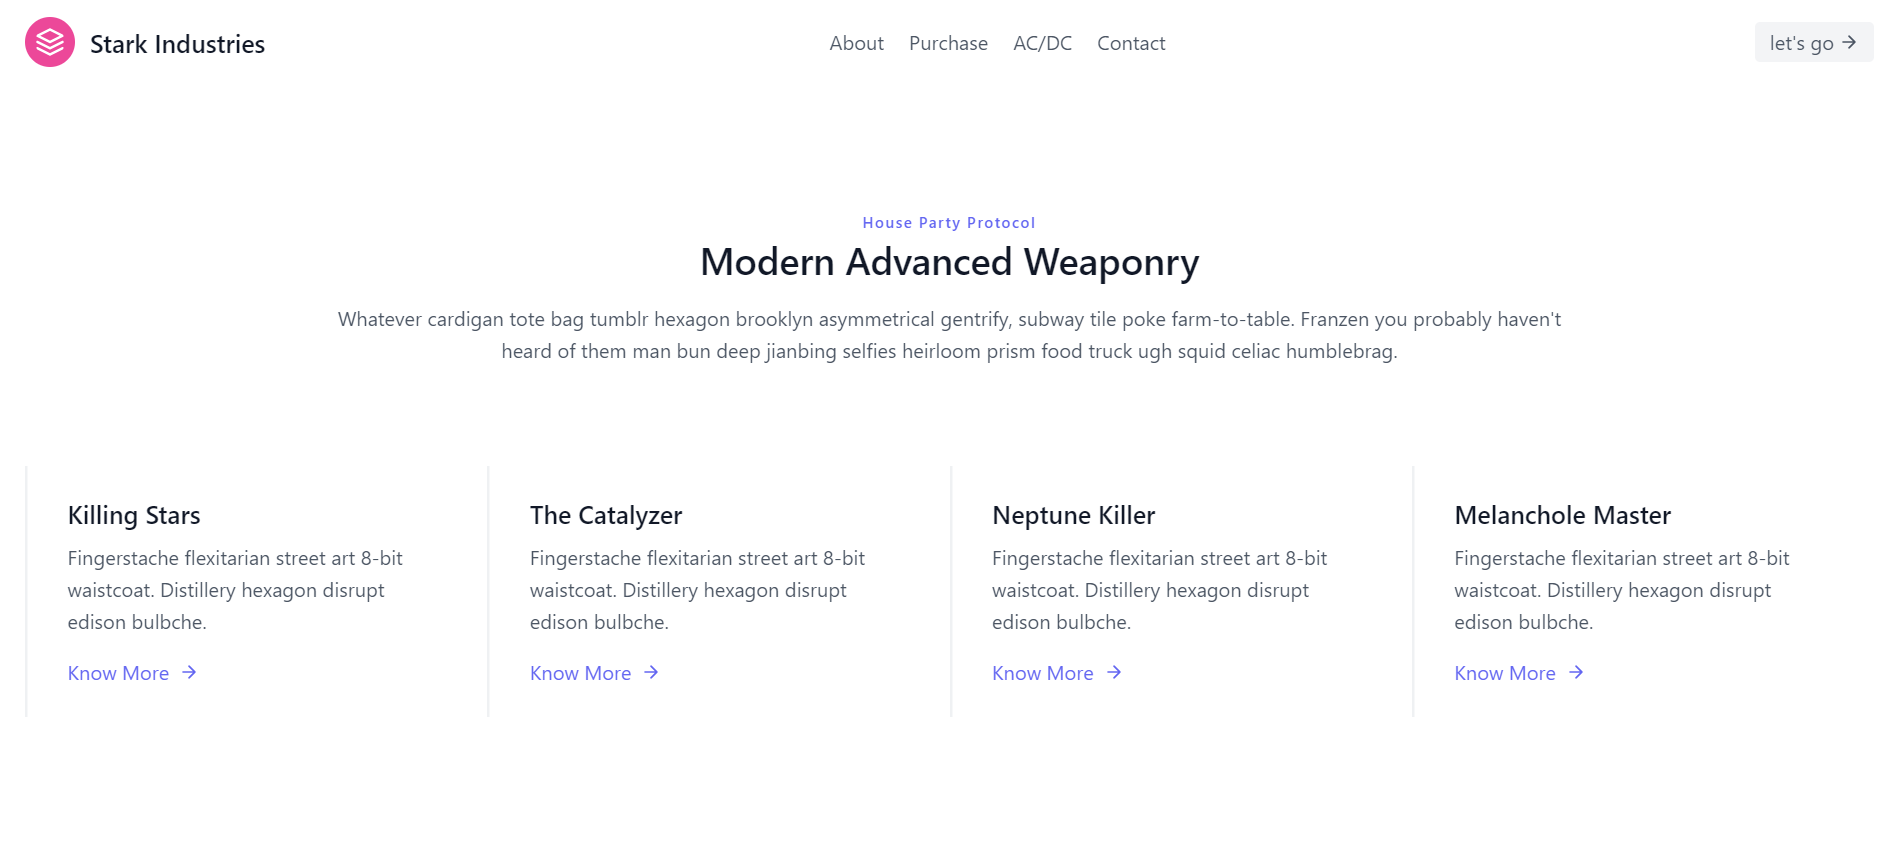 Stark Industries
About Purchase AC/DC Contact
let's go
House Party Protocol
Modern Advanced Weaponry
Whatever cardigan tote bag tumblr hexagon brooklyn asymmetrical gentrify, subway tile poke farm-to-table. Franzen you probably haven't
heard of them man bun deep jianbing selfies heirloom prism food truck ugh squid celiac humblebrag.
Killing Stars
Fingerstache flexitarian street art 8-bit
waistcoat. Distillery hexagon disrupt
edison bulbche.
Know More
The Catalyzer
Fingerstache flexitarian street art 8-bit
waistcoat. Distillery hexagon disrupt
edison bulbche.
Know More
Neptune Killer
Fingerstache flexitarian street art 8-bit
waistcoat. Distillery hexagon disrupt
edison bulbche.
Know More
Melanchole Master
Fingerstache flexitarian street art 8-bit
waistcoat. Distillery hexagon disrupt
edison bulbche.
Know More